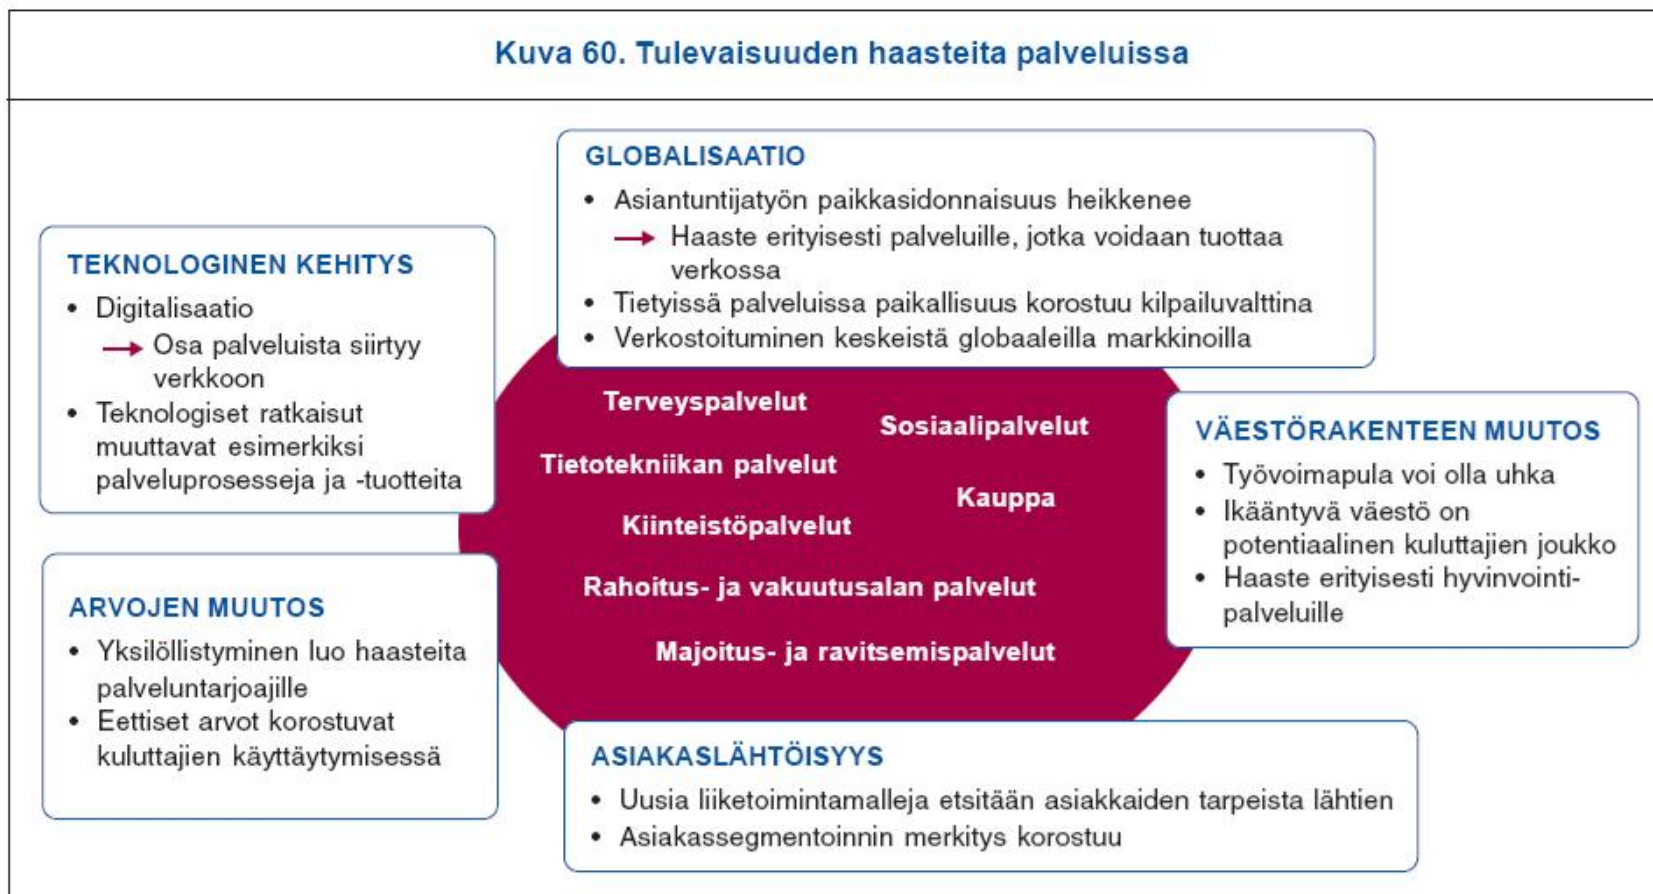 Kuva 60. Tulevaisuuden haasteita palveluissa
GLOBALISAATIO
• Asiantuntijatyön paikkasidonnaisuus heikkenee
→ Haaste erityisesti palveluille, jotka voidaan tuottaa
verkossa
• Tietyissä palveluissa paikallisuus korostuu kilpailuvalttina
• Verkostoituminen keskeistä globaaleilla markkinoilla
TEKNOLOGINEN KEHITYS
• Digitalisaatio
→ Osa palveluista siirtyy
verkkoon
• Teknologiset ratkaisut
muuttavat esimerkiksi
palveluprosesseja ja -tuotteita
Terveyspalvelut
Sosiaalipalvelut
Tietotekniikan palvelut
Kauppa
Kiinteistöpalvelut
Rahoitus- ja vakuutusalan palvelut
Majoitus- ja ravitsemispalvelut
VÄESTÖRAKENTEEN MUUTOS
• Työvoimapula voi olla uhka
• Ikääntyvä väestö on
potentiaalinen kuluttajien joukko
• Haaste erityisesti hyvinvointi-
palveluille
ARVOJEN MUUTOS
• Yksilöllistyminen luo haasteita
palveluntarjoajille
• Eettiset arvot korostuvat
kuluttajien käyttäytymisessä
ASIAKASLÄHTÖISYYS
• Uusia liiketoimintamalleja etsitään asiakkaiden tarpeista lähtien
• Asiakassegmentoinnin merkitys korostuu